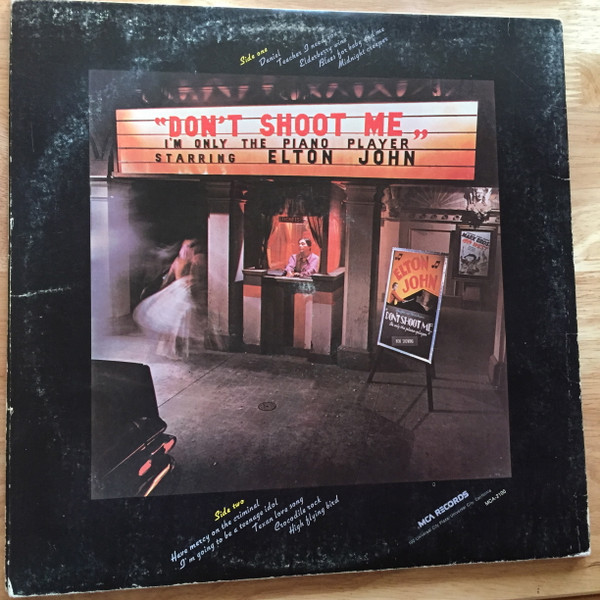 Side one
Daniel
Teacher I need you
Elderberry wine
Blues for baby and me
Midnight creeper
"DON'T SHOOT ME„
I'M ONLY THE PIANO PLAYER
STARRING ELTON JOHN
ELTON
JOHN
DON'T SHOOT ME
Side two
Have mercy on the criminal
I'm going to be a teenage idol
Texan love song
Crocodile rock
High flying bird
MCA RECORDS
MCA-2100